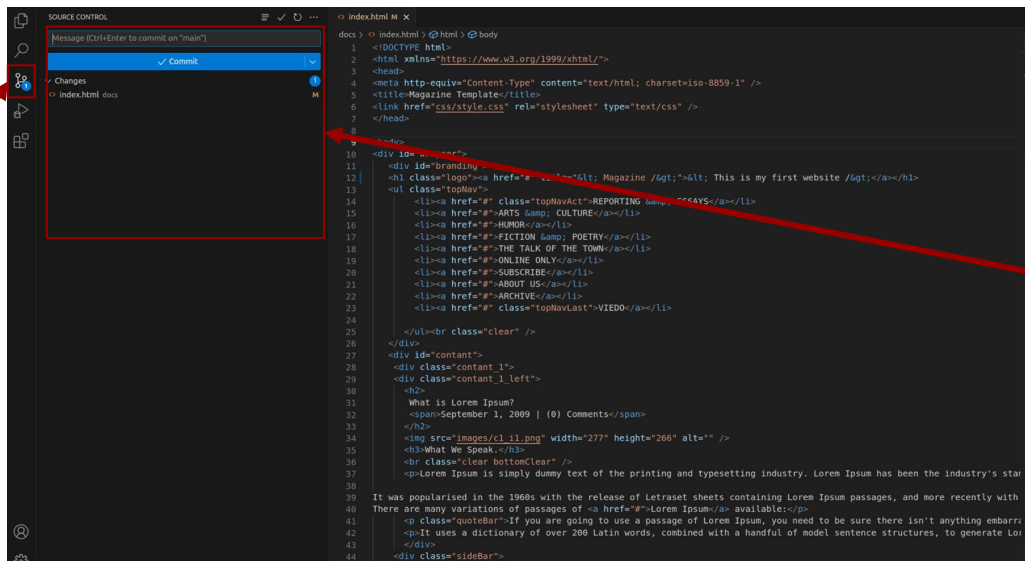 SOURCE CONTROL
Message (Ctrl+Enter to commit on "main")
Commit
Changes
1
index.html docs
M
1
index.html M
docs > index.html > html > body
1 <!DOCTYPE html>
2 <html xmlns="https://www.w3.org/1999/xhtml/">
3 <head>
4 <meta http-equiv="Content-Type" content="text/html; charset=iso-8859-1" />
5 <title>Magazine Template</title>
6 <link href="css/style.css" rel="stylesheet" type="text/css" />
7 </head>
8
9
10 <div id=
11 <div id="branding
12 <h1 class="logo"><a href="# &lt; Magazine /&gt;">&lt; This is my first website /&gt;</a></h1>
13 <ul class="topNav">
14 <li><a href="#" class="topNavAct">REPORTING</a></li>
15 <li><a href="#">ARTS &amp; CULTURE</a></li>
16 <li><a href="#">HUMOR</a></li>
17 <li><a href="#">FICTION &amp; POETRY</a></li>
18 <li><a href="#">THE TALK OF THE TOWN</a></li>
19 <li><a href="#">ONLINE ONLY</a></li>
20 <li><a href="#">SUBSCRIBE</a></li>
21 <li><a href="#">ABOUT US</a></li>
22 <li><a href="#">ARCHIVE</a></li>
23 <li><a href="#" class="topNavLast">VIEDO</a></li>
24
25 </ul><br class="clear" />
26 </div>
27 <div id="contant">
28 <div class="contant_1">
29 <div class="contant_1_left">
30 <h2>
31 What is Lorem Ipsum?
32 <span>September 1, 2009 | (0) Comments</span>
33 </h2>
34 <img src="images/c1_i1.png" width="277" height="266" alt="" />
35 <h3>What We Speak.</h3>
36 <br class="clear bottomClear" />
37 <p>Lorem Ipsum is simply dummy text of the printing and typesetting industry. Lorem Ipsum has been the industry's star
38
39 It was popularised in the 1960s with the release of Letraset sheets containing Lorem Ipsum passages, and more recently with
40 There are many variations of passages of <a href="#">Lorem Ipsum</a> available:</p>
41 <p class="quoteBar">If you are going to use a passage of Lorem Ipsum, you need to be sure there isn't anything embarra
42 <p>It uses a dictionary of over 200 Latin words, combined with a handful of model sentence structures, to generate Lor
43 </div>
44 <div class="sideBar">